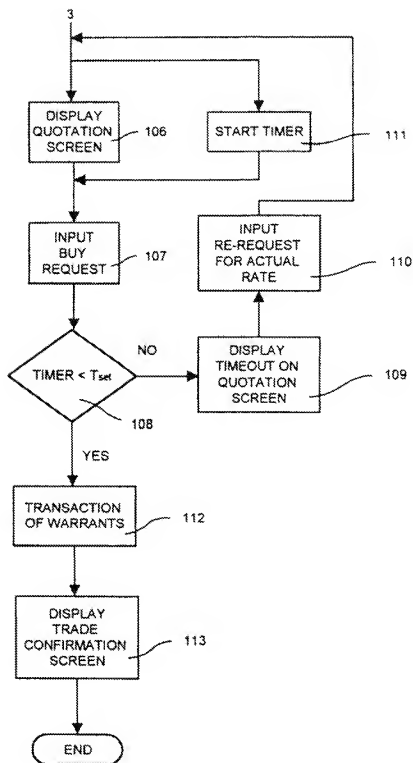 3
DISPLAY
QUOTATION
SCREEN
106
START TIMER
111
INPUT
BUY
REQUEST
107
INPUT
RE-REQUEST
FOR ACTUAL
RATE
110
TIMER < Tset
108
NO
DISPLAY
TIMEOUT ON
QUOTATION
SCREEN
109
YES
TRANSACTION
OF WARRANTS
112
DISPLAY
TRADE
CONFIRMATION
SCREEN
113
END